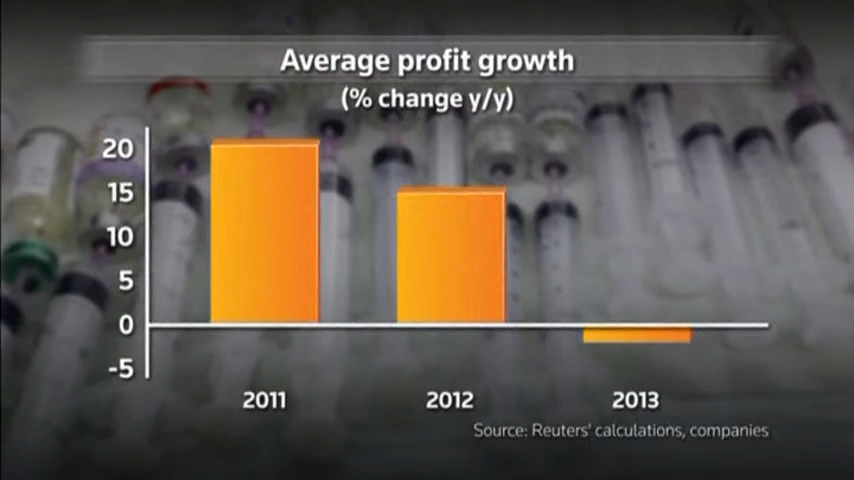 Average profit growth
(% change y/y)
20
15
10
5
0
-5
2011 2012 2013
Source: Reuters' calculations, companies